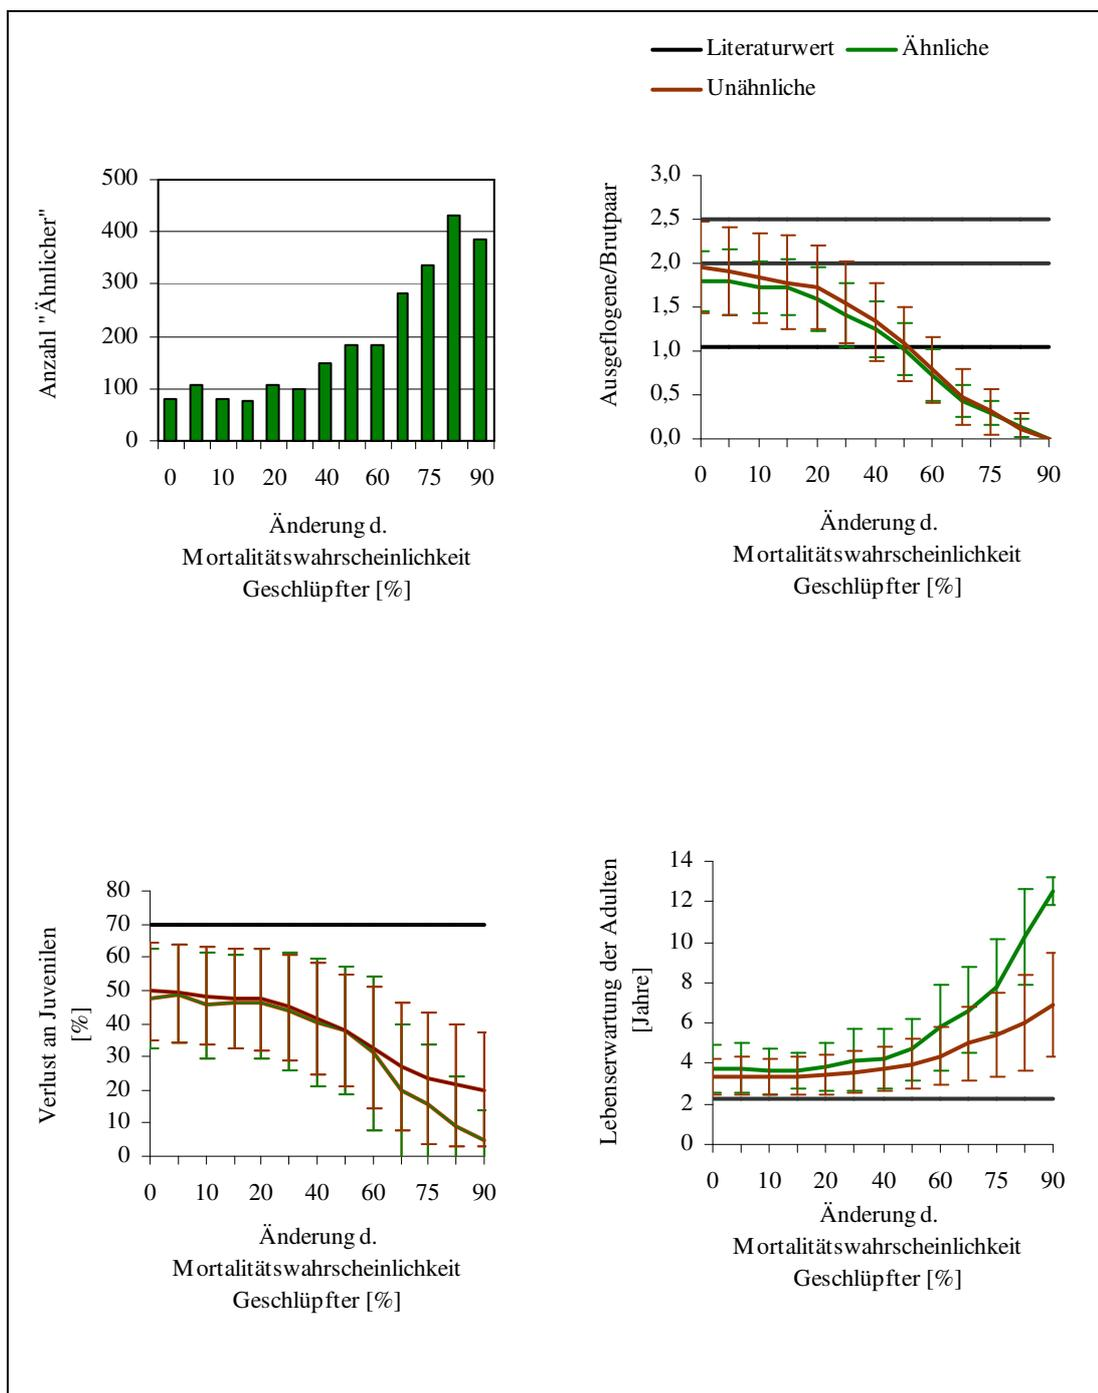 Literaturwert Ähnliche
Unähnliche
Anzahl "Ähnlicher"
500
400
300
200
100
0
0 10 20 40 60 75 90
Änderung d.
Mortalitätswahrscheinlichkeit
Geschlüpfter [%]
Ausgeflogene/Brutpaar
3,0
2,5
2,0
1,5
1,0
0,5
0,0
0 10 20 40 60 75 90
Änderung d.
Mortalitätswahrscheinlichkeit
Geschlüpfter [%]
Verlust an Juvenilen
[%]
80
70
60
50
40
30
20
10
0
0 10 20 40 60 75 90
Änderung d.
Mortalitätswahrscheinlichkeit
Geschlüpfter [%]
Lebenserwartung der Adulten
[Jahre]
14
12
10
8
6
4
2
0
0 10 20 40 60 75 90
Änderung d.
Mortalitätswahrscheinlichkeit
Geschlüpfter [%]